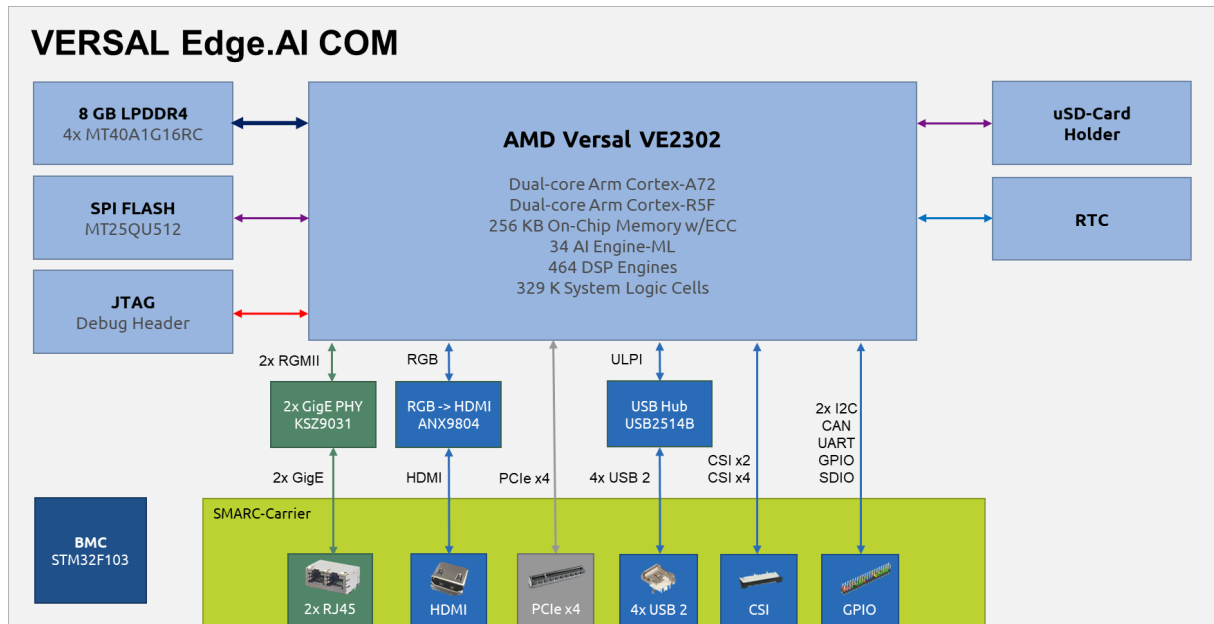 VERSAL Edge.AI COM
8 GB LPDDR4
4x MT40A1G16RC
SPI FLASH
MT25QU512
JTAG
Debug Header
AMD Versal VE2302
Dual-core Arm Cortex-A72
Dual-core Arm Cortex-R5F
256 KB On-Chip Memory w/ECC
34 AI Engine-ML
464 DSP Engines
329 K System Logic Cells
uSD-Card
Holder
RTC
2x RGMII
RGB
ULPI
2x GigE PHY
KSZ9031
RGB -> HDMI
ANX9804
USB Hub
USB2514B
2x GigE
HDMI
PCIe x4
4x USB 2
CSI x2
CSI x4
2x I2C
CAN
UART
GPIO
SDIO
BMC
STM32F103
SMARC-Carrier
2x RJ45
HDMI
PCIe x4
4x USB 2
CSI
GPIO